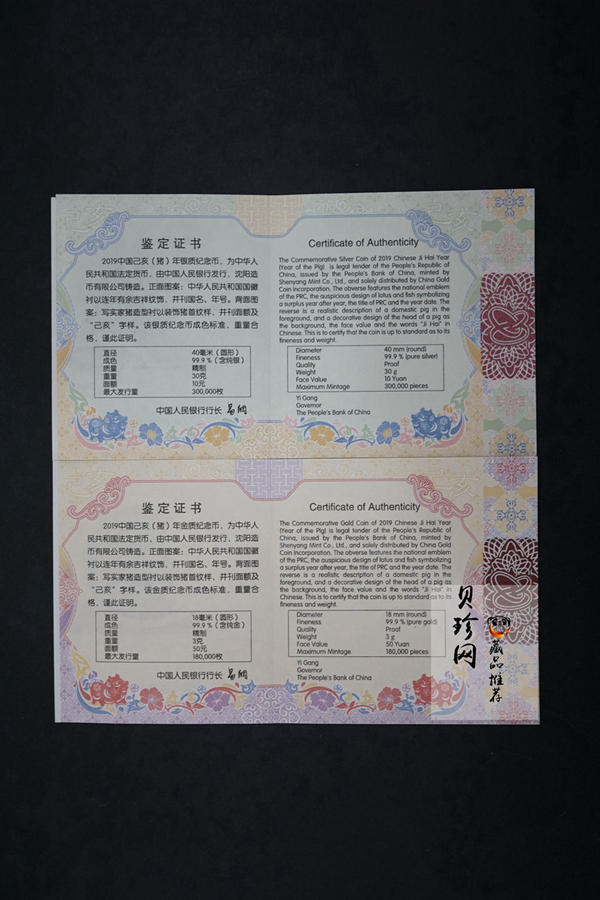 鉴定证书
2019中国己亥（猪）年银质纪念币，为中华人
民共和国法定货币，由中国人民银行发行，沈阳造
币有限公司铸造。正面图案：中华人民共和国国徽
衬以连年有余吉祥纹饰，并刊国名、年号。背面图
案：写实家猪造型衬以装饰猪首纹样，并刊面额及
“己亥”字样。该银质纪念币成色标准，重量合
格，谨此证明。
直径 40毫米（圆形）
成色 99.9％（含纯银）
质量 精制
重量 30克
面额 10元
最大发行量 300,000枚
中国人民银行行长 易纲
Certificate of Authenticity
The Commemorative Silver Coin of 2019 Chinese Ji Hai Year
(Year of the Pig) is legal tender of the People's Republic of
China, issued by the People's Bank of China, minted by
Shenyang Mint Co., Ltd., and solely distributed by China Gold
Coin Incorporation. The obverse features the national emblem
of the PRC, the auspicious design of lotus and fish symbolizing
a surplus year after year, the title of PRC and the year date. The
reverse is a realistic description of a domestic pig in the
foreground, and a decorative design of the head of a pig as
the background, the face value and the words "Ji Hai" in
Chinese. This is to certify that the coin is up to standard as to its
fineness and weight.
Diameter 40 mm (round)
Fineness 99.9 % (pure silver)
Quality Proof
Weight 30 g
Face Value 10 Yuan
Maximum Mintage 300,000 pieces
Yi Gang
Governor
The People's Bank of China
鉴定证书
2019中国己亥（猪）年金质纪念币，为中华人
民共和国法定货币，由中国人民银行发行，沈阳造
币有限公司铸造。正面图案：中华人民共和国国徽
衬以连年有余吉祥纹饰，并刊国名、年号。背面图
案：写实家猪造型衬以装饰猪首纹样，并刊面额及
“己亥”字样。该金质纪念币成色标准，重量合
格，谨此证明。
直径 18毫米（圆形）
成色 99.9％（含纯金）
质量 精制
重量 3克
面额 50元
最大发行量 180,000枚
中国人民银行行长 易纲
Certificate of Authenticity
The Commemorative Gold Coin of 2019 Chinese Ji Hai Year
(Year of the Pig) is legal tender of the People's Republic of
China, issued by the People's Bank of China, minted by
Shenyang Mint Co., Ltd., and solely distributed by China Gold
Coin Incorporation. The obverse features the national emblem
of the PRC, the auspicious design of lotus and fish symbolizing
a surplus year after year, the title of PRC and the year date. The
reverse is a realistic description of a domestic pig in the
foreground, and a decorative design of the head of a pig as
the background, the face value and the words "Ji Hai" in
Chinese. This is to certify that the coin is up to standard as to its
fineness and weight.
Diameter 18 mm (round)
Fineness 99.9 % (pure gold)
Quality Proof
Weight 3 g
Face Value 50 Yuan
Maximum Mintage 180,000 pieces
Yi Gang
Governor
The People's Bank of China
贝珍网
藏品推荐